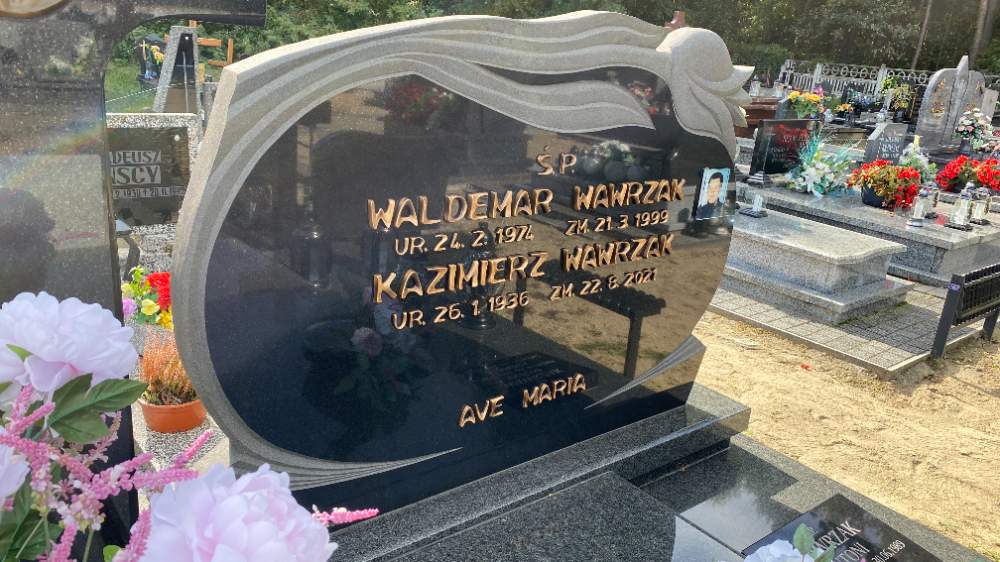 Ś.P.
WALDEMAR WAWRZAK
UR. 24. 2. 1974 ZM. 21. 3. 1999
KAZIMIERZ WAWRZAK
UR. 26. 1. 1936 ZM. 22. 8. 2021
AVE MARIA